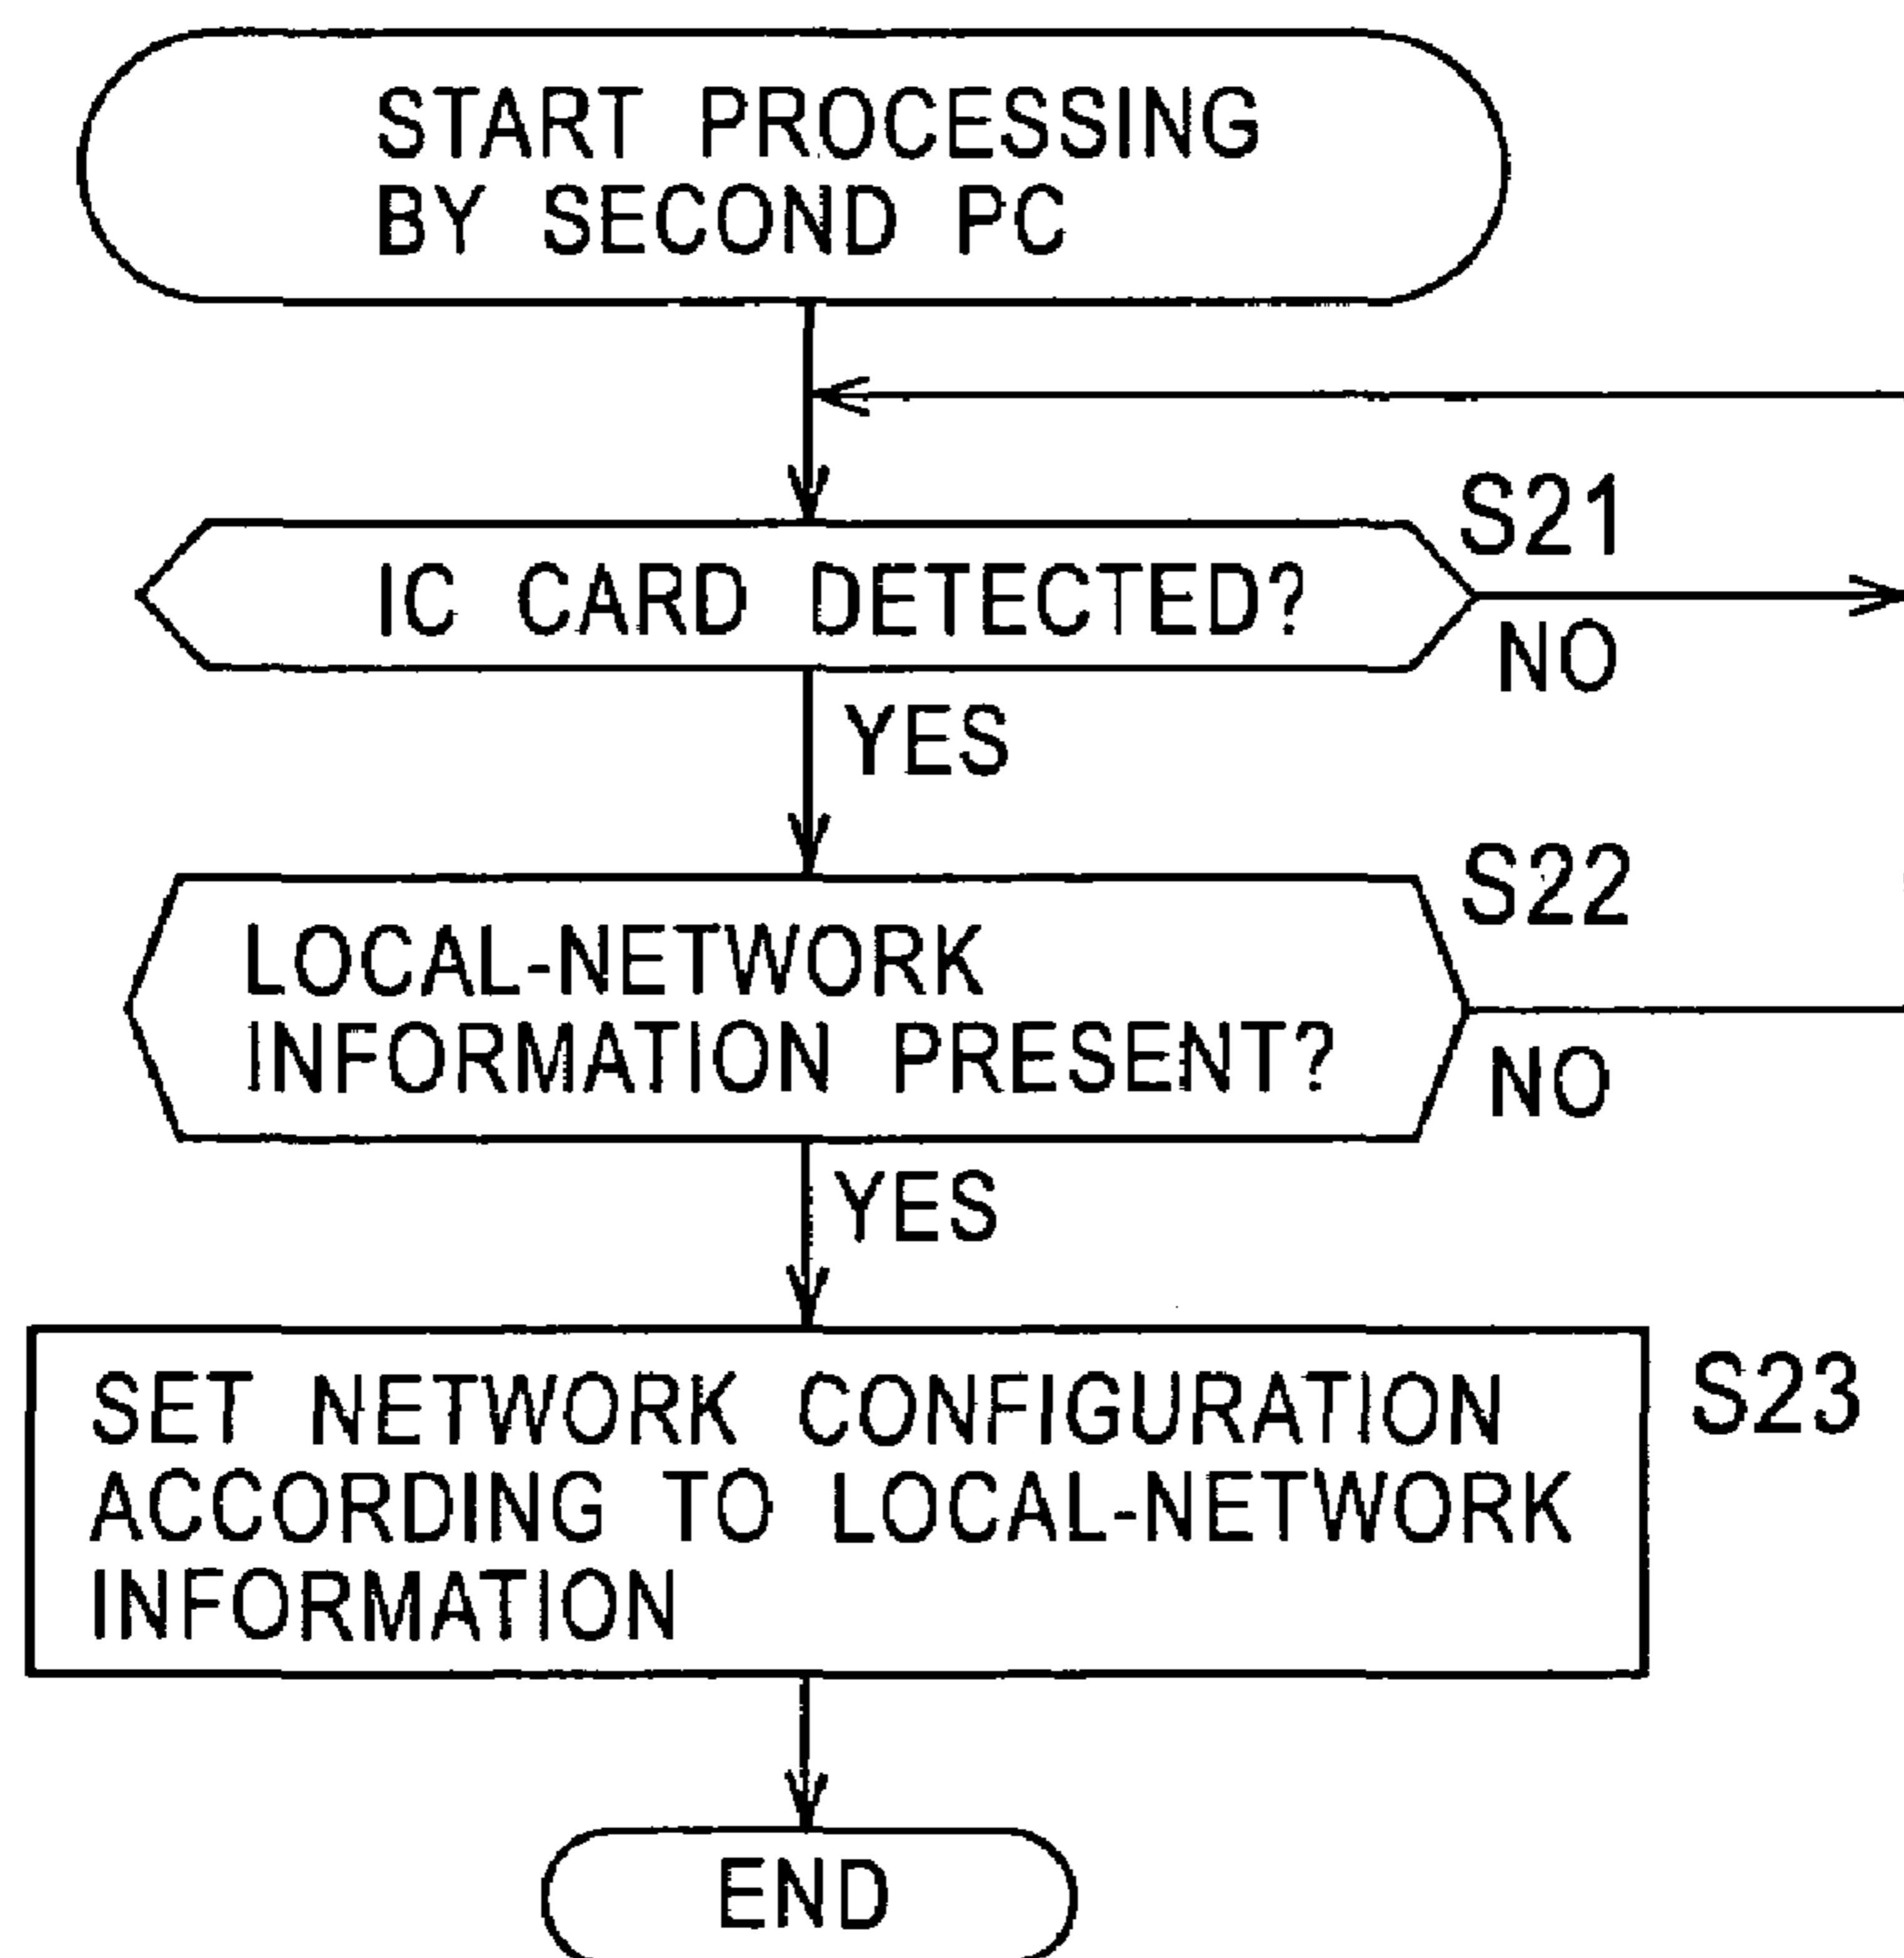 START PROCESSING
BY SECOND PC
S21
IC CARD DETECTED?
NO
YES
S22
LOCAL-NETWORK
INFORMATION PRESENT?
NO
YES
S23
SET NETWORK CONFIGURATION
ACCORDING TO LOCAL-NETWORK
INFORMATION
END